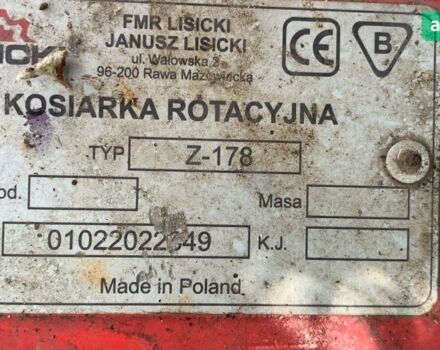 FMR LISICKI
JANUSZ LISICKI
ul. Wałowska 2
96-200 Rawa Mazowiecka
CE
B
a
KOSIARKA ROTACYJNA
TYP Z-178
od. Masa
K.J.
Made in Poland